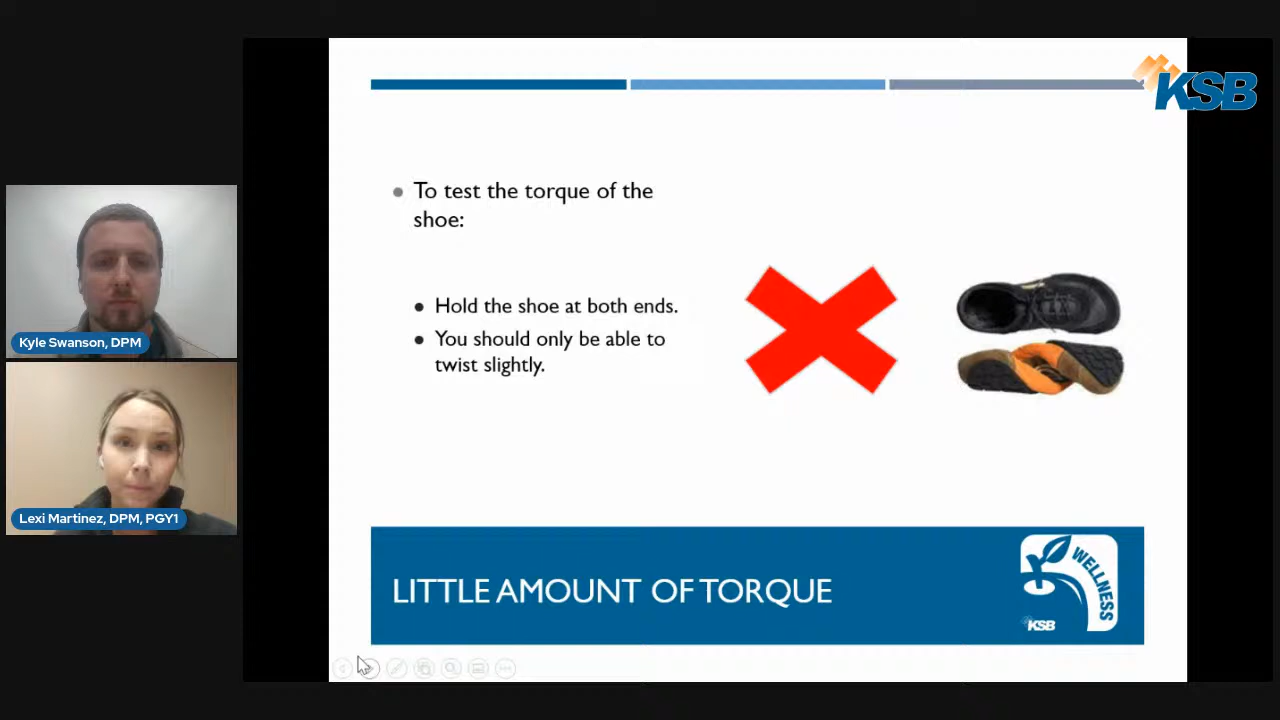 KSB
To test the torque of the
shoe:
Hold the shoe at both ends.
You should only be able to
twist slightly.
Kyle Swanson, DPM
Lexi Martinez, DPM, PGY1
LITTLE AMOUNT OF TORQUE
WELLNESS
KSB